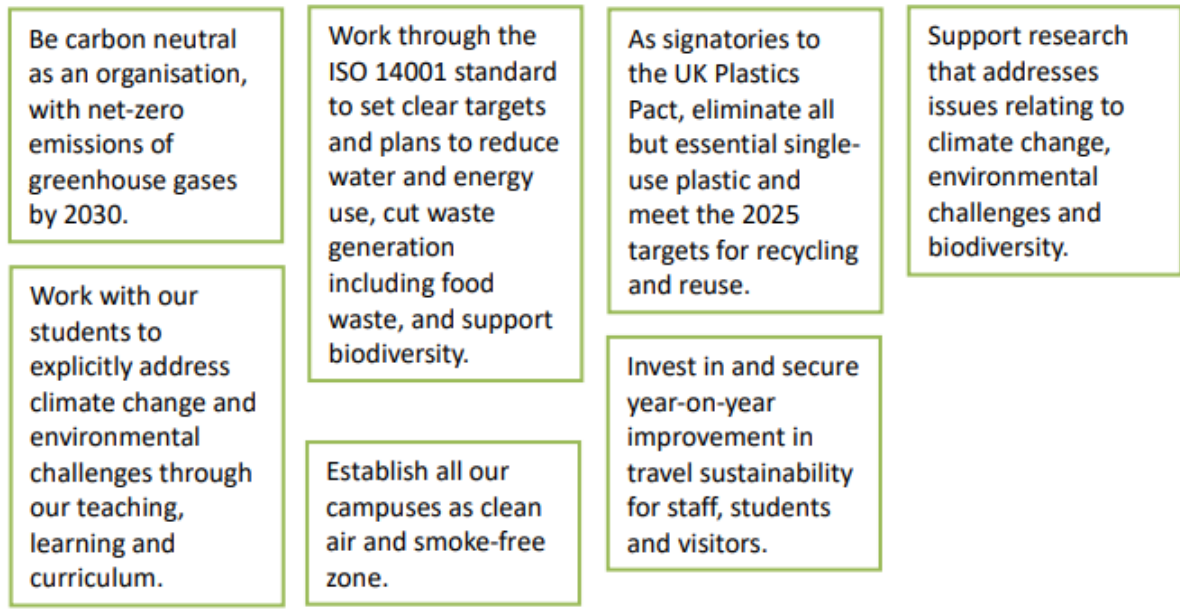 Be carbon neutral
as an organisation,
with net-zero
emissions of
greenhouse gases
by 2030.
Work with our
students to
explicitly address
climate change and
environmental
challenges through
our teaching,
learning and
curriculum.
Work through the
ISO 14001 standard
to set clear targets
and plans to reduce
water and energy
use, cut waste
generation
including food
waste, and support
biodiversity.
Establish all our
campuses as clean
air and smoke-free
zone.
As signatories to
the UK Plastics
Pact, eliminate all
but essential single-
use plastic and
meet the 2025
targets for recycling
and reuse.
Invest in and secure
year-on-year
improvement in
travel sustainability
for staff, students
and visitors.
Support research
that addresses
issues relating to
climate change,
environmental
challenges and
biodiversity.